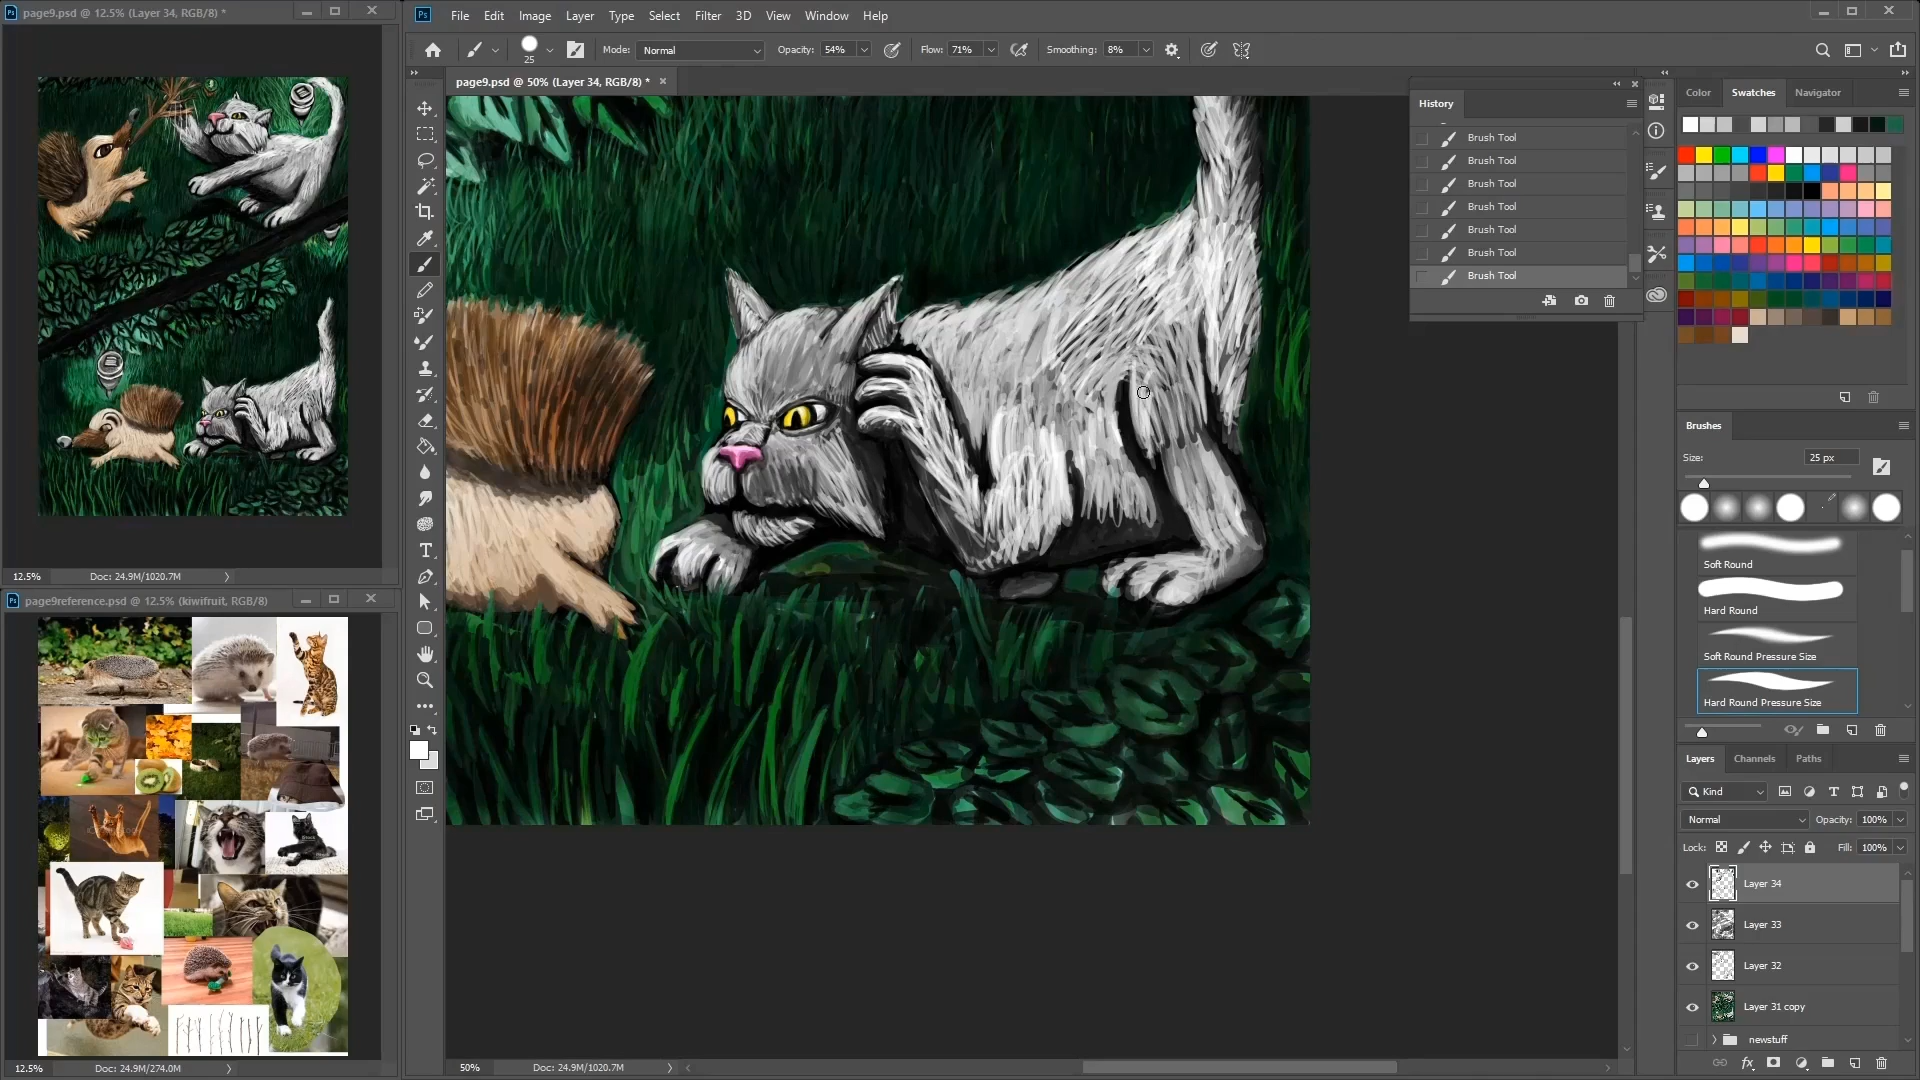 page9.psd @ 12.5% (Layer 34, RGB/8) *
12.5%
Doc: 24.9M/1020.7M
page9reference.psd @ 12.5% (kiwifruit, RGB/8)
12.5%
Doc: 24.9M/274.0M
Ps
File
Edit
Image
Layer
Type
Select
Filter
3D
View
Window
Help
25
Mode:
Normal
Opacity:
54%
Flow:
71%
Smoothing:
8%
page9.psd @ 50% (Layer 34, RGB/8) *
History
Brush Tool
Brush Tool
Brush Tool
Brush Tool
Brush Tool
Brush Tool
Brush Tool
50%
Doc: 24.9M/1020.7M
Color
Swatches
Navigator
Brushes
Size:
25 px
Soft Round
Hard Round
Soft Round Pressure Size
Hard Round Pressure Size
Layers
Channels
Paths
Kind
Normal
Opacity:
100%
Lock:
Fill:
100%
Layer 34
Layer 33
Layer 32
Layer 31 copy
newstuff
fx